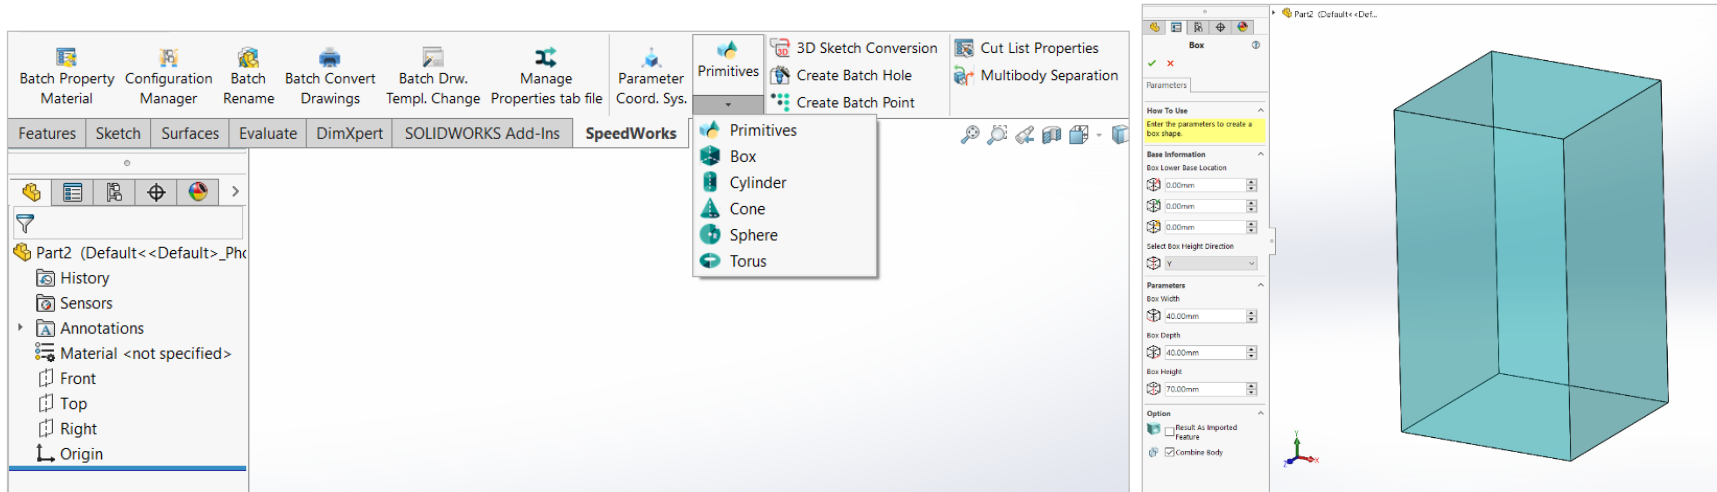 Batch Property Material
Configuration Manager
Batch Rename
Batch Convert Drawings
Batch Drw. Templ. Change
Manage Properties tab file
Parameter Coord. Sys.
Primitives
3D Sketch Conversion
Create Batch Hole
Create Batch Point
Cut List Properties
Multibody Separation
Features
Sketch
Surfaces
Evaluate
DimXpert
SOLIDWORKS Add-Ins
SpeedWorks
Primitives
Box
Cylinder
Cone
Sphere
Torus
Part2 (Default<<Default>_Pho
History
Sensors
Annotations
Material <not specified>
Front
Top
Right
Origin
Part2 (Default<<Def...
Box
Parameters
How To Use
Enter the parameters to create a
box shape.
Base Information
Box Lower Base Location
0.00mm
0.00mm
0.00mm
Select Box Height Direction
Y
Parameters
Box Width
40.00mm
Box Depth
40.00mm
Box Height
70.00mm
Option
Result As Imported
Feature
Combine Body
Y
Z
X